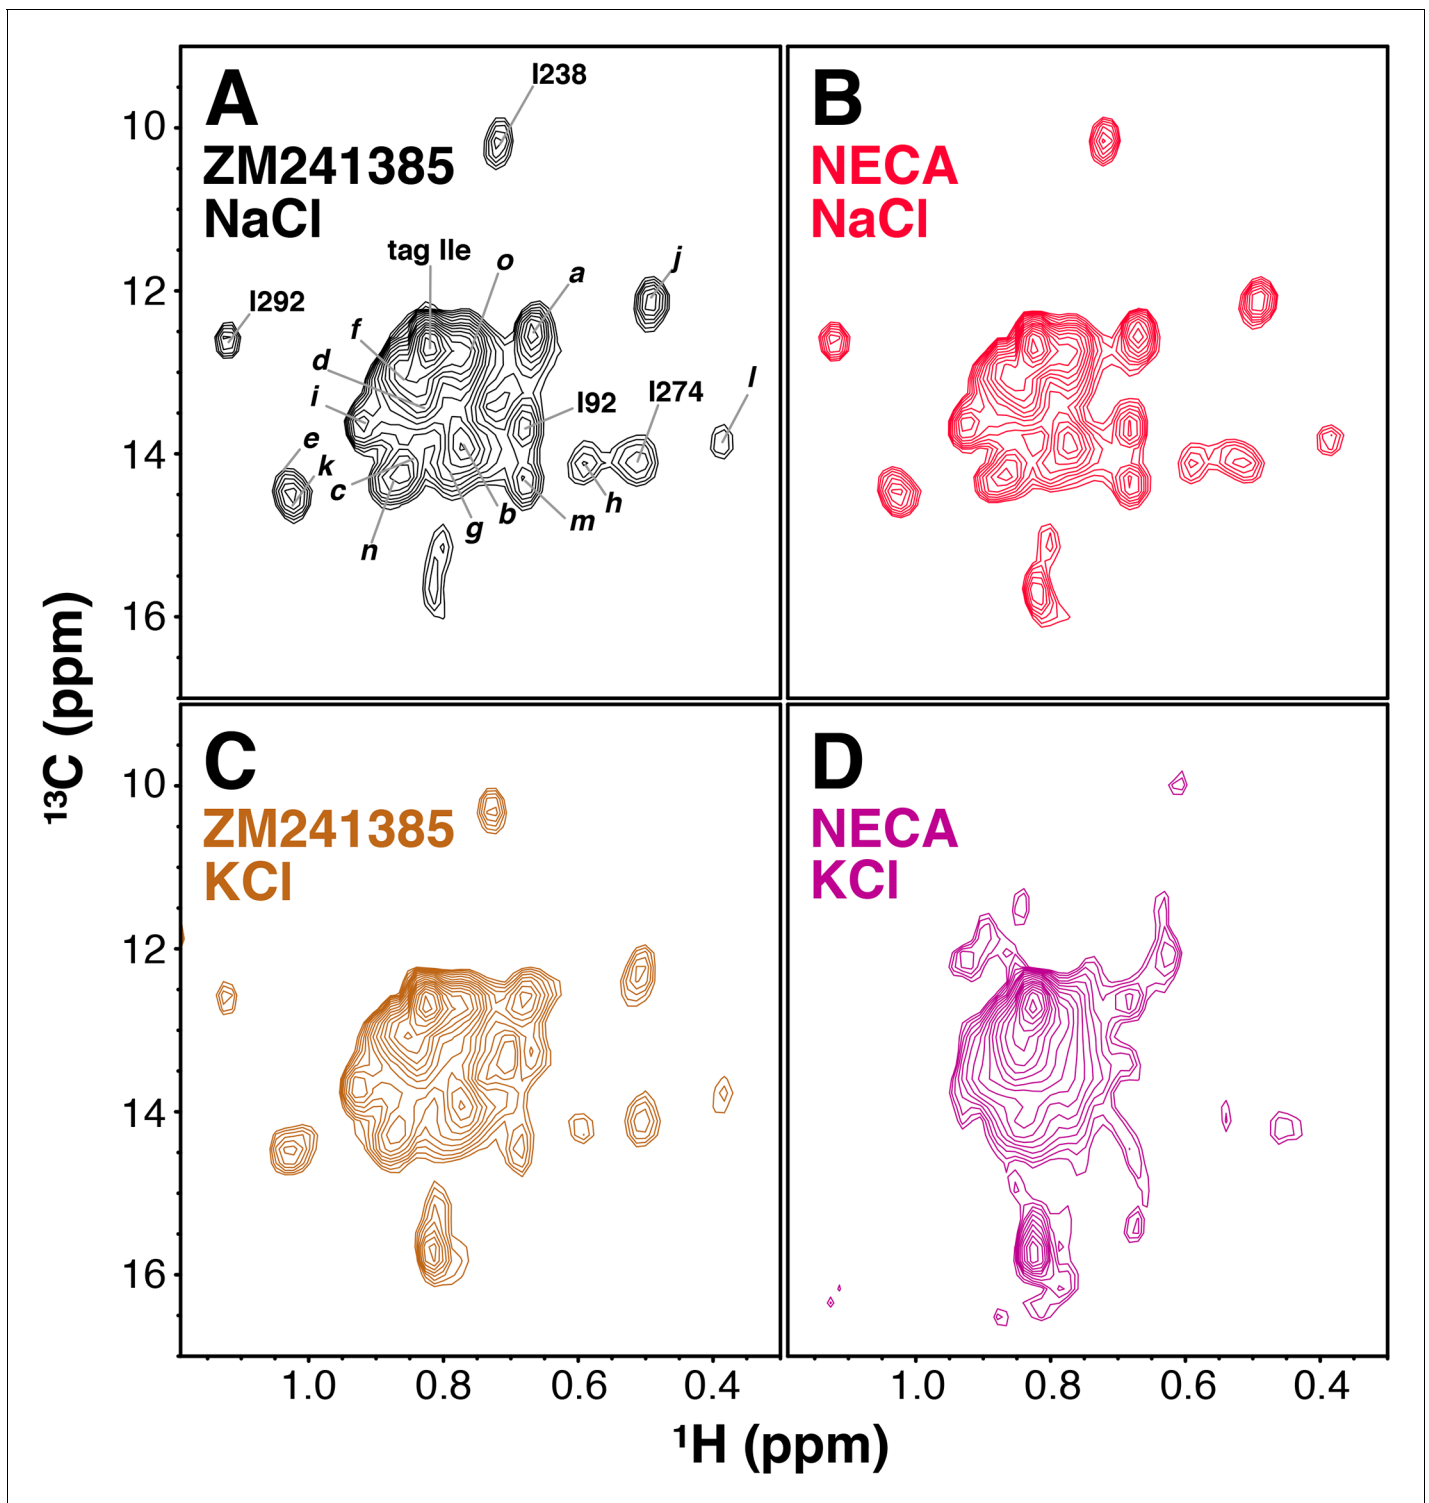 A
ZM241385
NaCl
I238
tag Ile
o
a
j
I292
f
d
i
e
k
c
n
g
b
m
h
I92
I274
l
B
NECA
NaCl
C
ZM241385
KCl
D
NECA
KCl
10
12
14
16
10
12
14
16
13C (ppm)
1.0 0.8 0.6 0.4
1.0 0.8 0.6 0.4
1H (ppm)